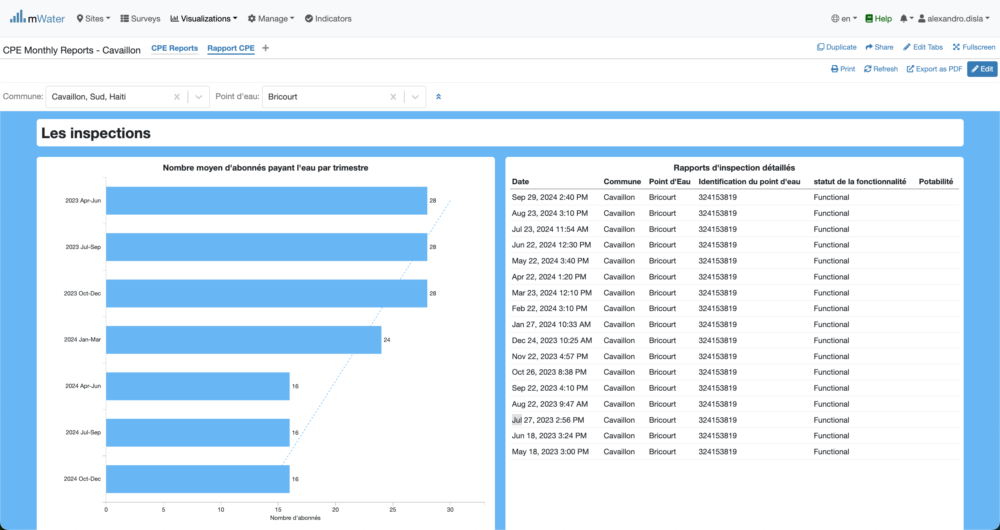 mWater Sites Surveys Visualizations Manage Indicators en Help alexandro.disla
CPE Monthly Reports - Cavaillon CPE Reports Rapport CPE + Duplicate Share Edit Tabs Fullscreen
Print Refresh Export as PDF Edit
Commune: Cavaillon, Sud, Haiti Point d'eau: Bricourt
Les inspections
Nombre moyen d'abonnés payant l'eau par trimestre
2023 Apr-Jun 28
2023 Jul-Sep 28
2023 Oct-Dec 28
2024 Jan-Mar 24
2024 Apr-Jun 16
2024 Jul-Sep 16
2024 Oct-Dec 16
0 5 10 15 20 25 30
Nombre d'abonnés
Rapports d'inspection détaillés
Date Commune Point d'Eau Identification du point d'eau statut de la fonctionnalité Potabilité
Sep 29, 2024 2:40 PM Cavaillon Bricourt 324153819 Functional
Aug 23, 2024 3:10 PM Cavaillon Bricourt 324153819 Functional
Jul 23, 2024 11:54 AM Cavaillon Bricourt 324153819 Functional
Jun 22, 2024 12:30 PM Cavaillon Bricourt 324153819 Functional
May 22, 2024 3:40 PM Cavaillon Bricourt 324153819 Functional
Apr 22, 2024 1:20 PM Cavaillon Bricourt 324153819 Functional
Mar 23, 2024 12:10 PM Cavaillon Bricourt 324153819 Functional
Feb 22, 2024 3:10 PM Cavaillon Bricourt 324153819 Functional
Jan 27, 2024 10:33 AM Cavaillon Bricourt 324153819 Functional
Dec 24, 2023 10:25 AM Cavaillon Bricourt 324153819 Functional
Nov 22, 2023 4:57 PM Cavaillon Bricourt 324153819 Functional
Oct 26, 2023 8:38 PM Cavaillon Bricourt 324153819 Functional
Sep 22, 2023 4:10 PM Cavaillon Bricourt 324153819 Functional
Aug 22, 2023 9:47 AM Cavaillon Bricourt 324153819 Functional
Jul 27, 2023 2:56 PM Cavaillon Bricourt 324153819 Functional
Jun 18, 2023 3:24 PM Cavaillon Bricourt 324153819 Functional
May 18, 2023 3:00 PM Cavaillon Bricourt 324153819 Functional